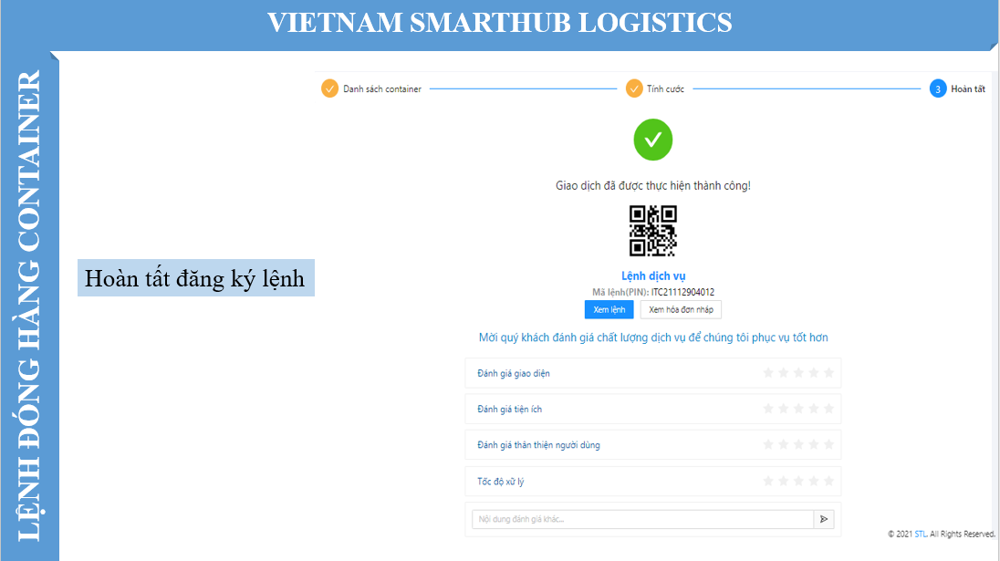 VIETNAM SMARTHUB LOGISTICS
LỆNH ĐÓNG HÀNG CONTAINER
Danh sách container
Tính cước
3 Hoàn tất
Giao dịch đã được thực hiện thành công!
Hoàn tất đăng ký lệnh
Lệnh dịch vụ
Mã lệnh(PIN): ITC21112904012
Xem lệnh
Xem hóa đơn nháp
Mời quý khách đánh giá chất lượng dịch vụ để chúng tôi phục vụ tốt hơn
Đánh giá giao diện
Đánh giá tiện ích
Đánh giá thân thiện người dùng
Tốc độ xử lý
Nội dung đánh giá khác...
© 2021 STL. All Rights Reserved.